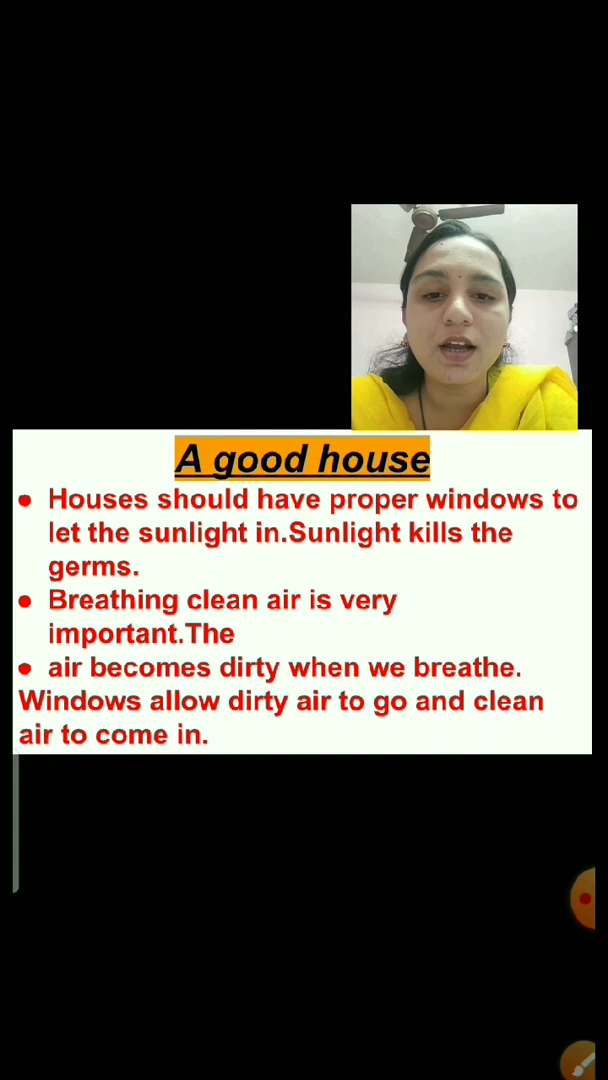 A good house
• Houses should have proper windows to
let the sunlight in.Sunlight kills the
germs.
• Breathing clean air is very
important.The
• air becomes dirty when we breathe.
Windows allow dirty air to go and clean
air to come in.